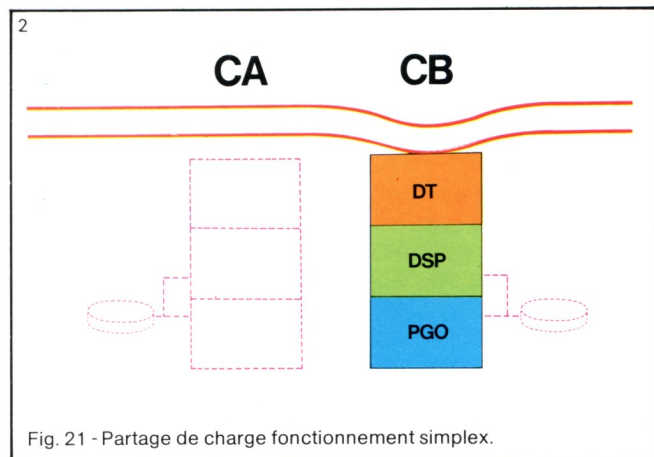 2
CA CB
DT
DSP
PGO
Fig. 21 - Partage de charge fonctionnement simplex.